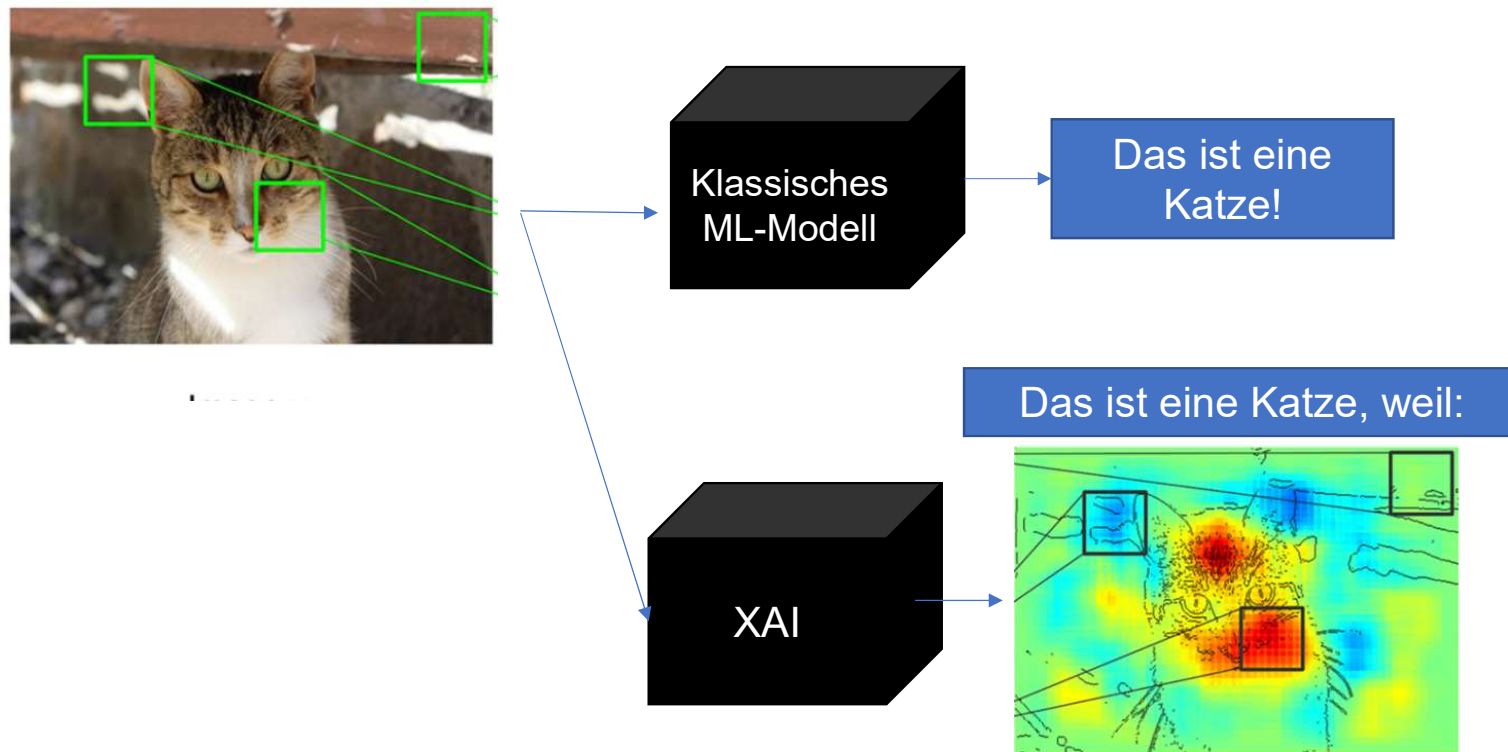 Klassisches
ML-Modell
Das ist eine
Katze!
Das ist eine Katze, weil:
XAI